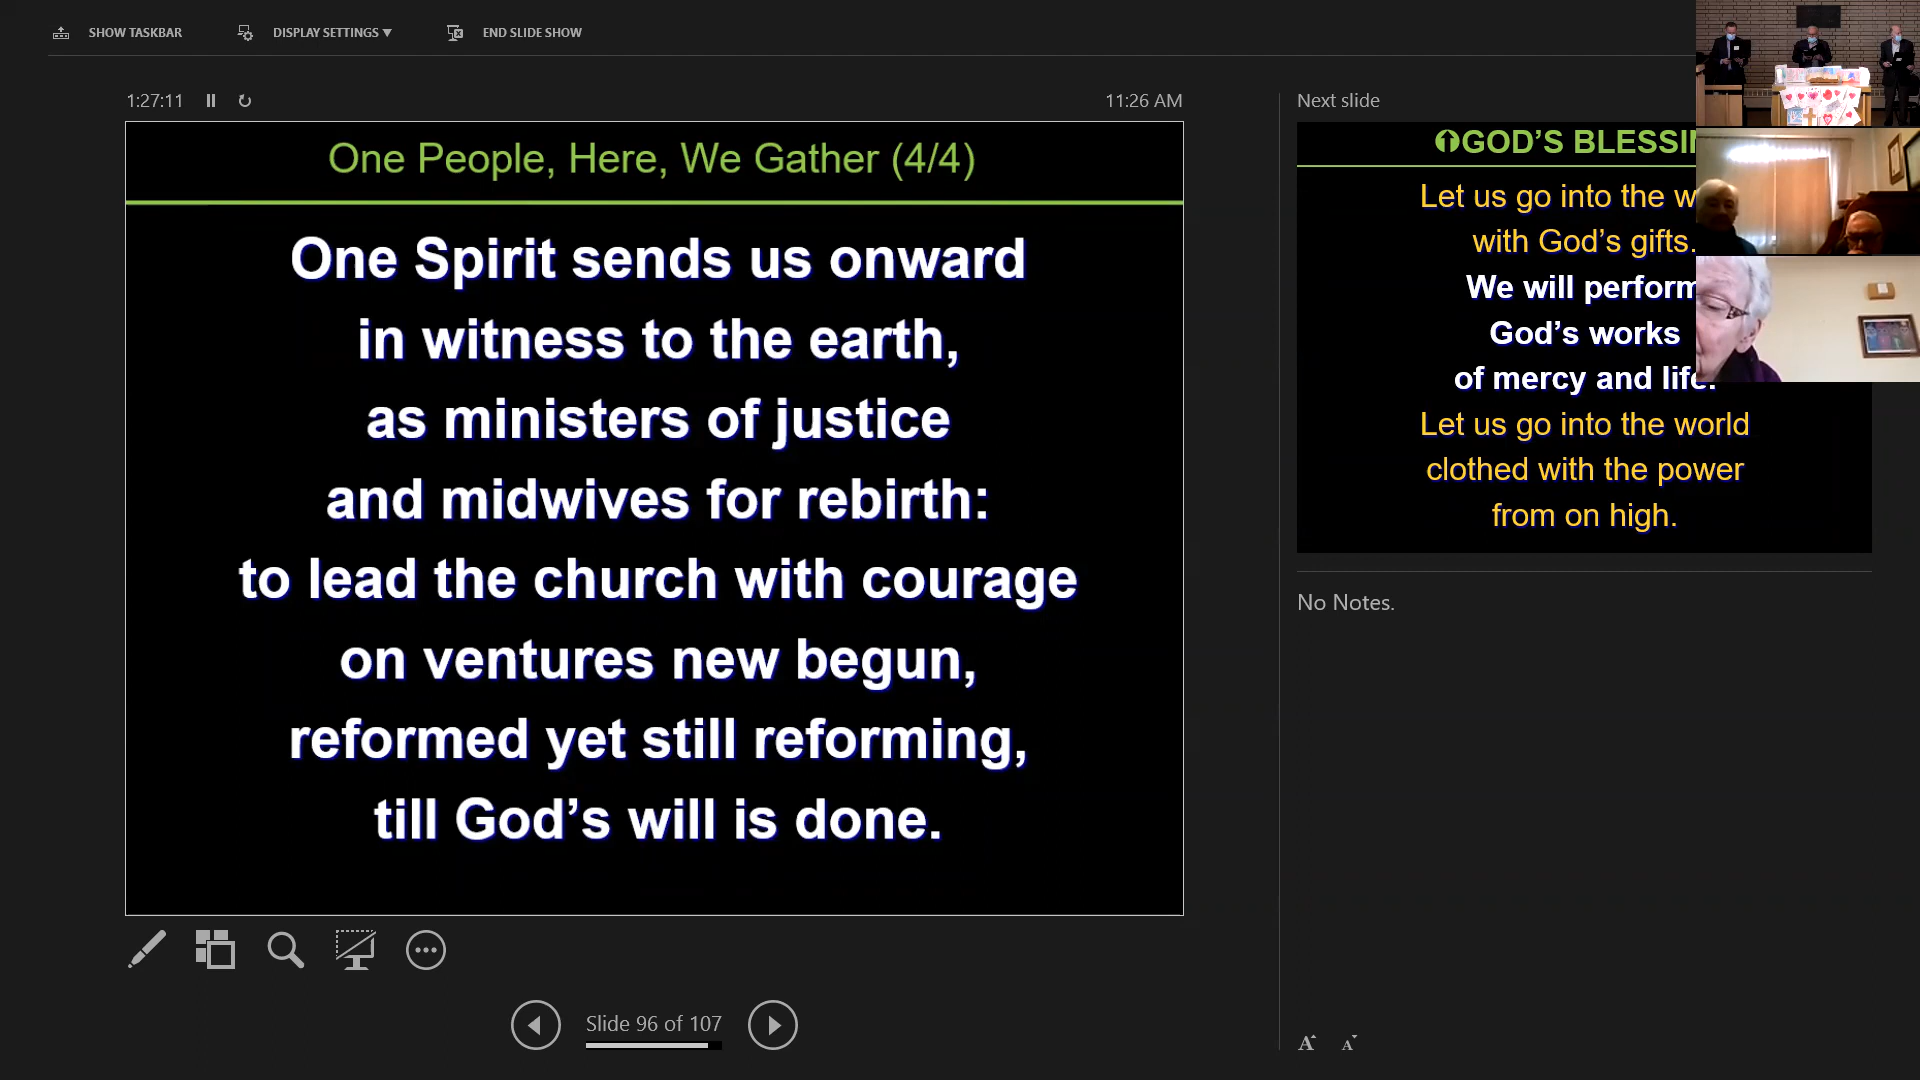 SHOW TASKBAR
DISPLAY SETTINGS
END SLIDE SHOW
1:27:11
11:26 AM
One People, Here, We Gather (4/4)
One Spirit sends us onward
in witness to the earth,
as ministers of justice
and midwives for rebirth:
to lead the church with courage
on ventures new begun,
reformed yet still reforming,
till God’s will is done.
Slide 96 of 107
Next slide
GOD’S
Let us go into the
with God’s gifts.
We will perform
God’s works
of mercy and life.
Let us go into the world
clothed with the power
from on high.
No Notes.
A A